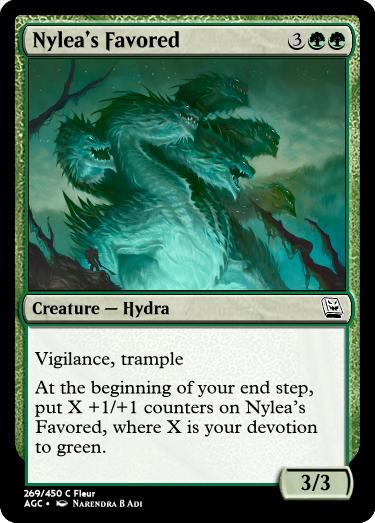 Nylea's Favored 3
Creature — Hydra
Vigilance, trample
At the beginning of your end step,
put X +1/+1 counters on Nylea's
Favored, where X is your devotion
to green.
3/3
269/450 C Fleur
AGC • Narendra B Adi